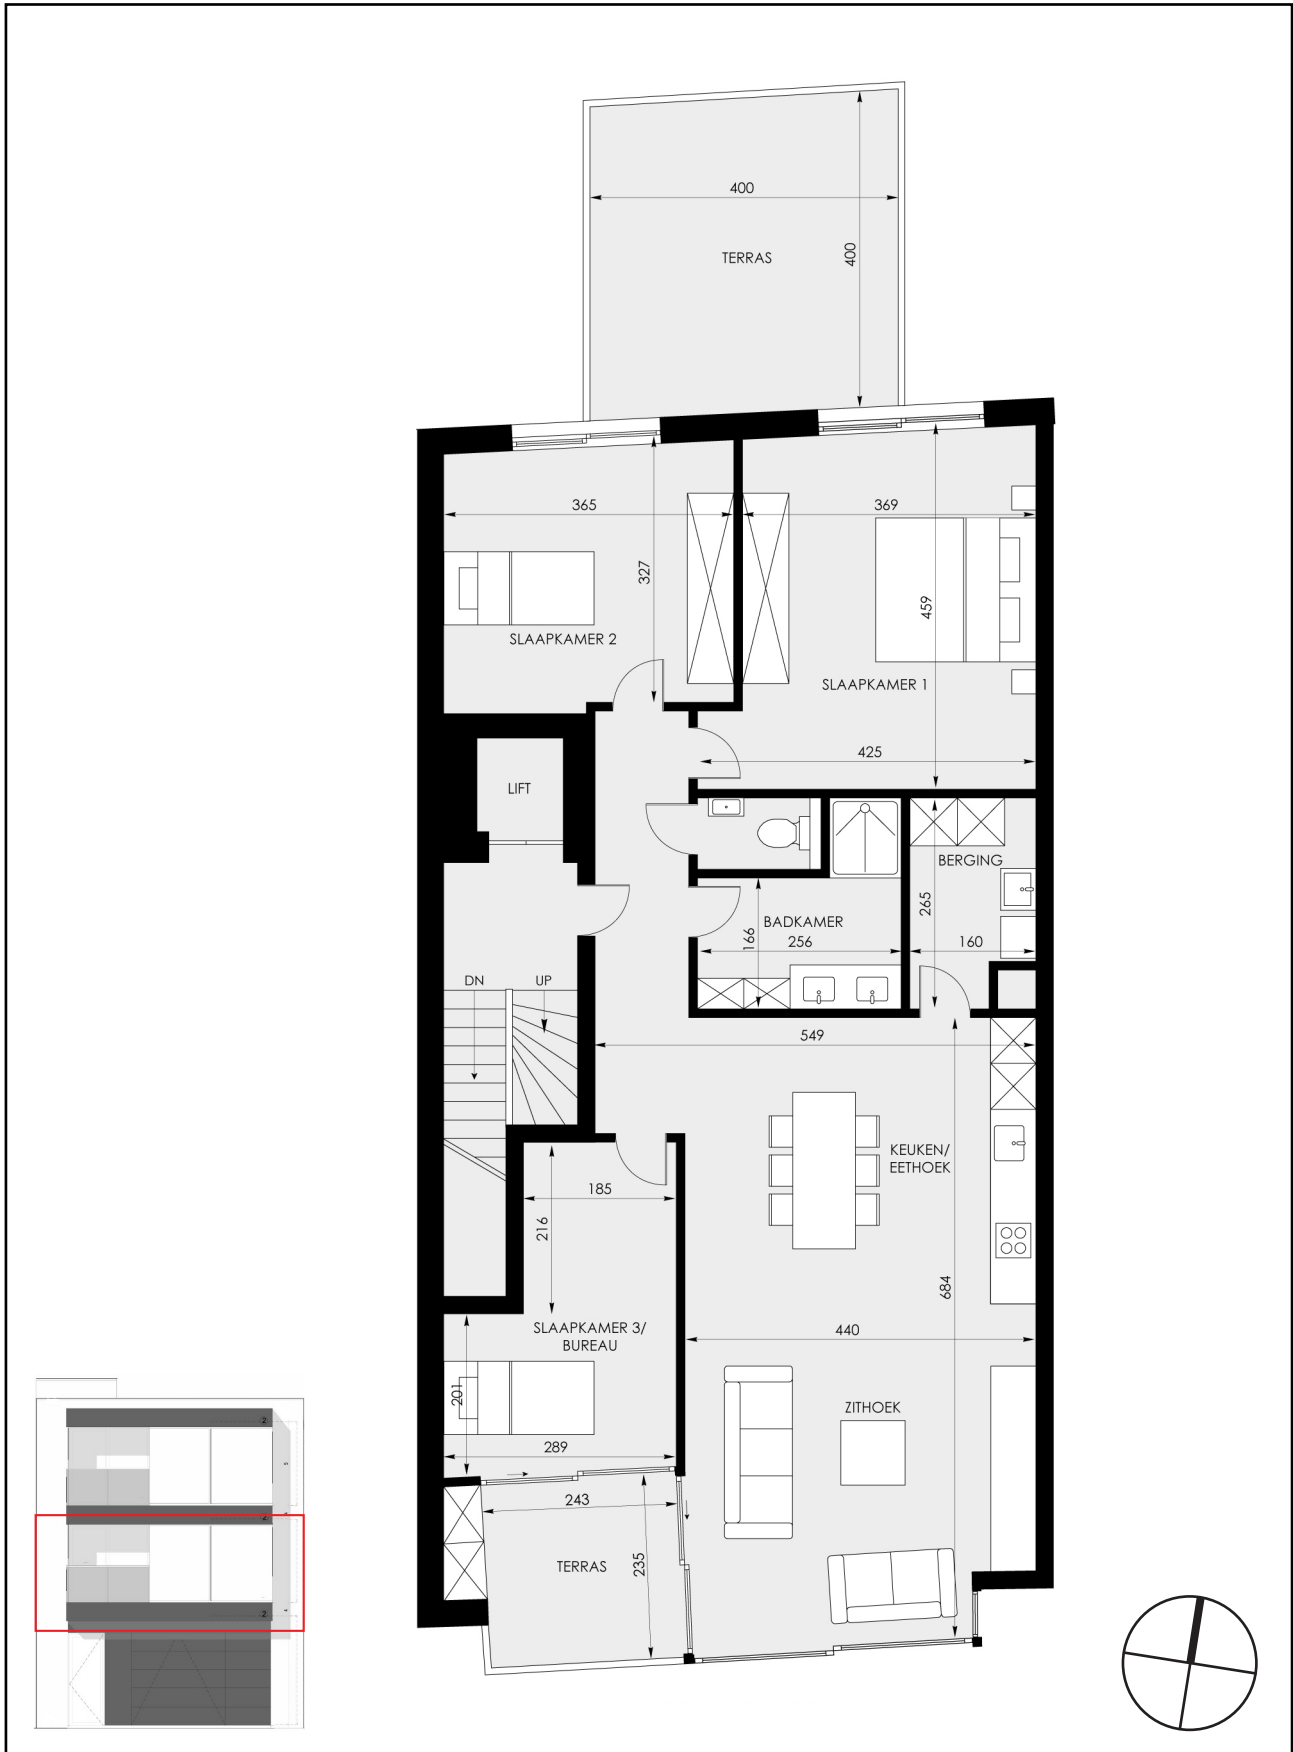 400
400
TERRAS
365
369
327
459
SLAAPKAMER 2
SLAAPKAMER 1
425
LIFT
BERGING
265
BADKAMER
166
256
160
DN
UP
549
KEUKEN/
EETHOEK
185
216
684
SLAAPKAMER 3/
BUREAU
440
201
ZITHOEK
289
243
235
TERRAS